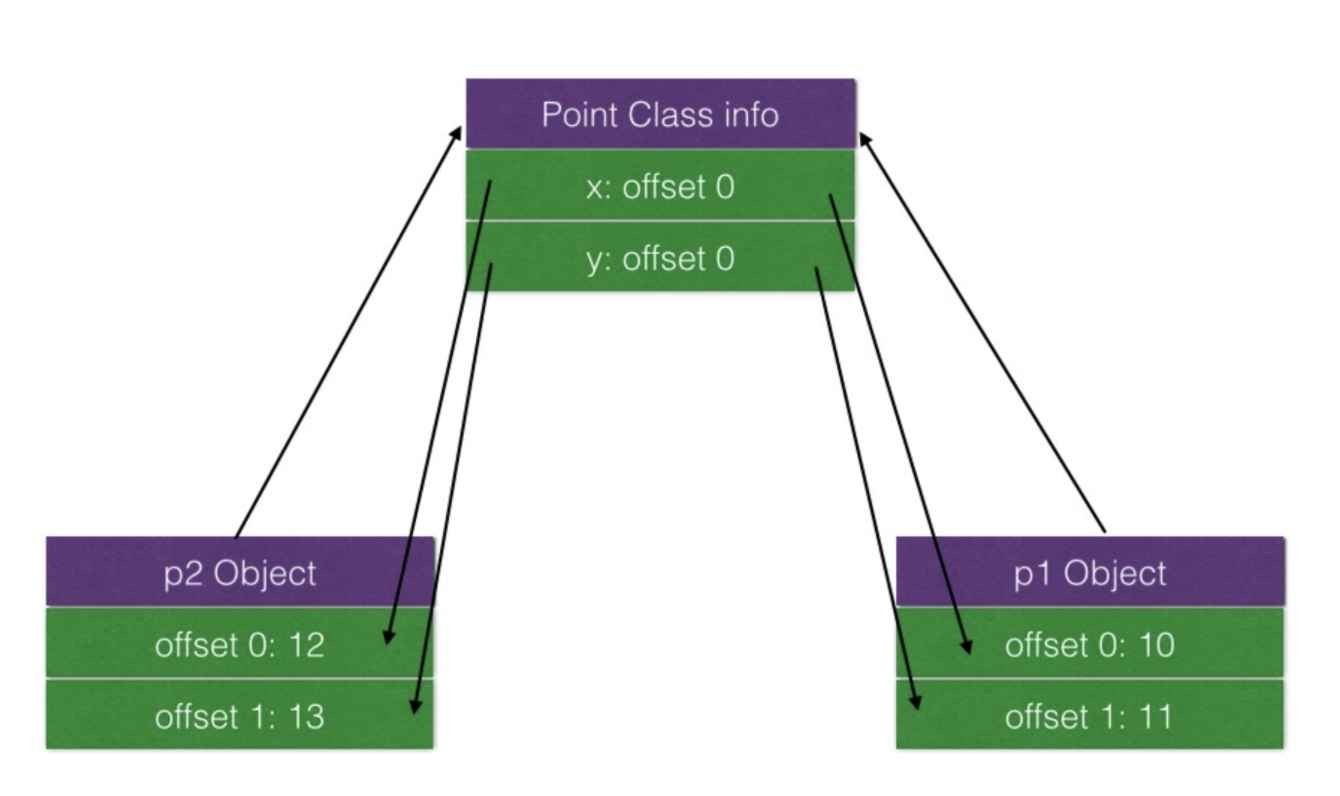 Point Class info
x: offset 0
y: offset 0
p2 Object
offset 0: 12
offset 1: 13
p1 Object
offset 0: 10
offset 1: 11